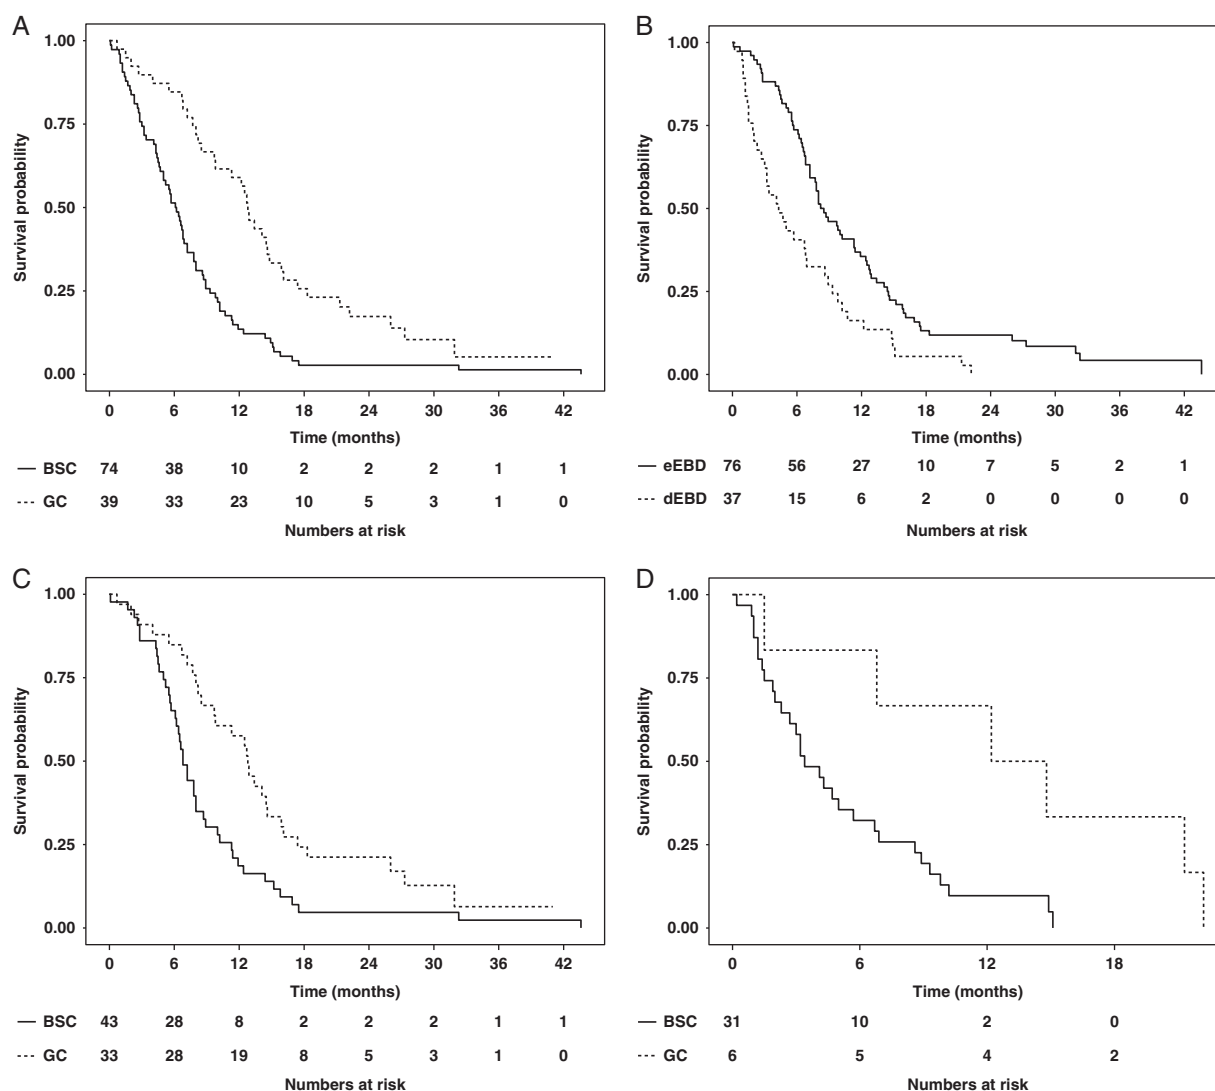 A
Survival probability
1.00
0.75
0.50
0.25
0.00
0 6 12 18 24 30 36 42
Time (months)
BSC 74 38 10 2 2 2 1 1
GC 39 33 23 10 5 3 1 0
Numbers at risk
B
Survival probability
1.00
0.75
0.50
0.25
0.00
0 6 12 18 24 30 36 42
Time (months)
eEBD 76 56 27 10 7 5 2 1
dEBD 37 15 6 2 0 0 0 0
Numbers at risk
C
Survival probability
1.00
0.75
0.50
0.25
0.00
0 6 12 18 24 30 36 42
Time (months)
BSC 43 28 8 2 2 2 1 1
GC 33 28 19 8 5 3 1 0
Numbers at risk
D
Survival probability
1.00
0.75
0.50
0.25
0.00
0 6 12 18
Time (months)
BSC 31 10 2 0
GC 6 5 4 2
Numbers at risk